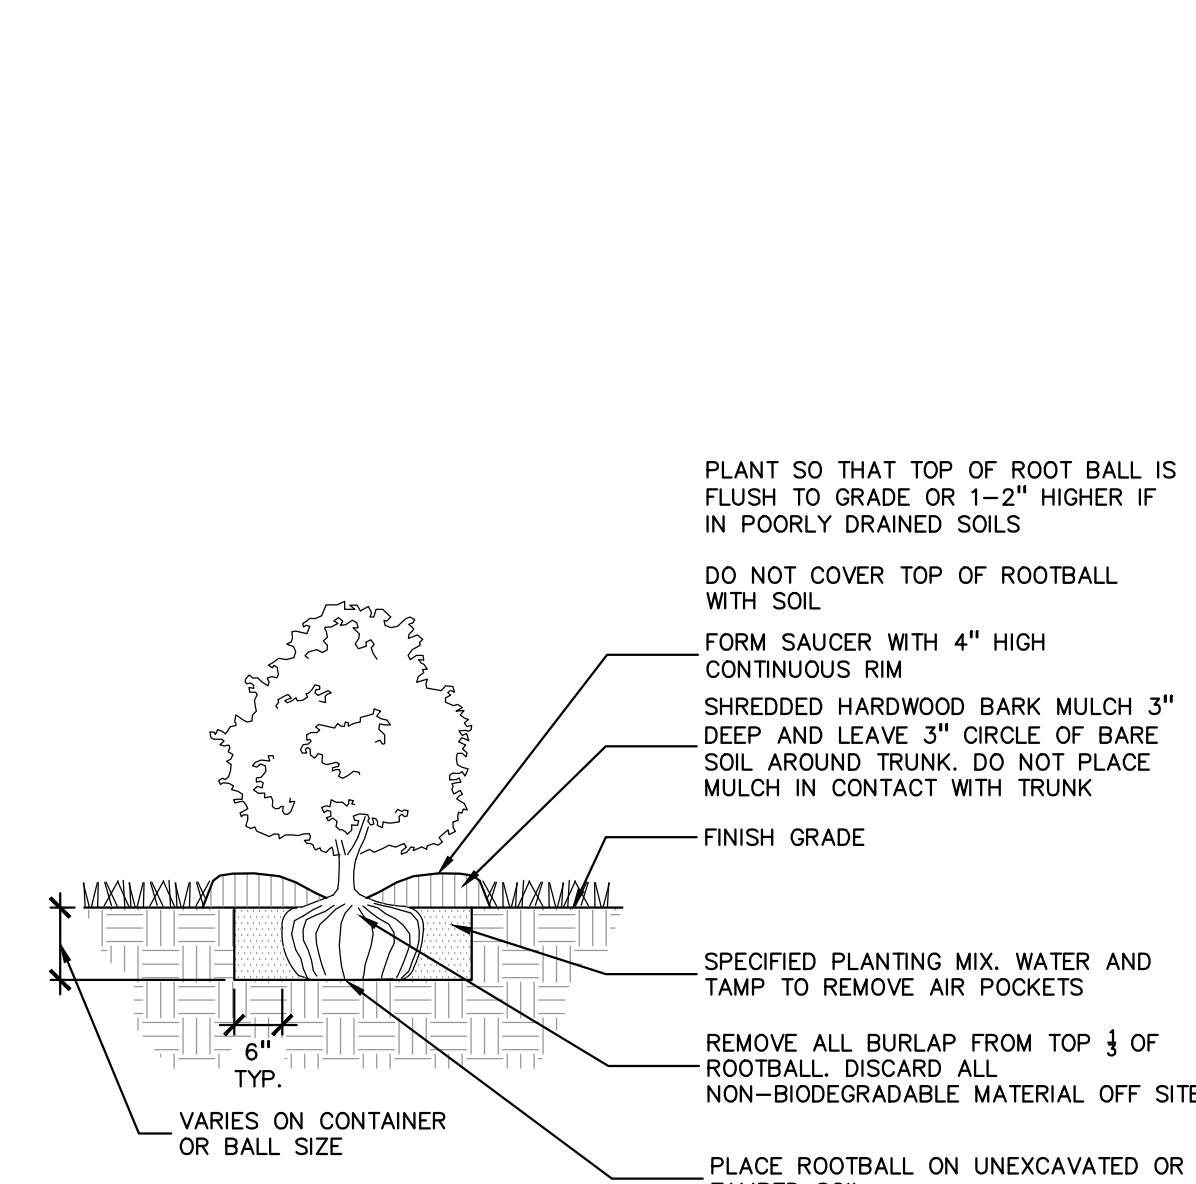 PLANT SO THAT TOP OF ROOT BALL IS
FLUSH TO GRADE OR 1-2" HIGHER IF
IN POORLY DRAINED SOILS
DO NOT COVER TOP OF ROOTBALL
WITH SOIL
FORM SAUCER WITH 4" HIGH
CONTINUOUS RIM
SHREDDED HARDWOOD BARK MULCH 3"
DEEP AND LEAVE 3" CIRCLE OF BARE
SOIL AROUND TRUNK. DO NOT PLACE
MULCH IN CONTACT WITH TRUNK
FINISH GRADE
SPECIFIED PLANTING MIX. WATER AND
TAMP TO REMOVE AIR POCKETS
REMOVE ALL BURLAP FROM TOP 1/3 OF
ROOTBALL. DISCARD ALL
NON-BIODEGRADABLE MATERIAL OFF SITE
6"
TYP.
VARIES ON CONTAINER
OR BALL SIZE
PLACE ROOTBALL ON UNEXCAVATED OR